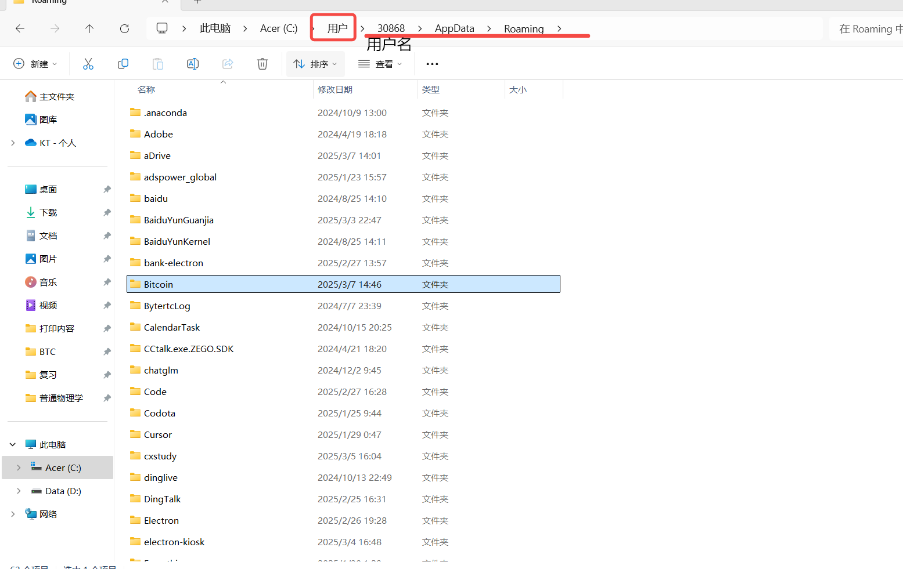 Roaming
此电脑 Acer (C:) 用户 30868 AppData Roaming 在 Roaming 中
用户名
新建 排序 查看
名称 修改日期 类型 大小
主文件夹
图库
KT - 个人
桌面
下载
文档
图片
音乐
视频
打印内容
BTC
复习
普通物理学
此电脑
Acer (C:)
Data (D:)
网络
.anaconda 2024/10/9 13:00 文件夹
Adobe 2024/4/19 18:18 文件夹
aDrive 2025/3/7 14:01 文件夹
adspower_global 2025/1/23 15:57 文件夹
baidu 2024/8/25 14:10 文件夹
BaiduYunGuanjia 2025/3/3 22:47 文件夹
BaiduYunKernel 2024/8/25 14:11 文件夹
bank-electron 2025/2/27 13:57 文件夹
Bitcoin 2025/3/7 14:46 文件夹
BytertcLog 2024/7/7 23:39 文件夹
CalendarTask 2024/10/15 20:25 文件夹
CCtalk.exe.ZEGO.SDK 2024/4/21 18:20 文件夹
chatglm 2024/12/2 9:45 文件夹
Code 2025/2/27 16:28 文件夹
Codota 2025/1/25 9:44 文件夹
Cursor 2025/1/29 0:47 文件夹
cxstudy 2025/3/5 16:04 文件夹
dinglive 2024/10/13 22:49 文件夹
DingTalk 2025/2/25 16:31 文件夹
Electron 2025/2/26 19:28 文件夹
electron-kiosk 2025/3/4 16:48 文件夹